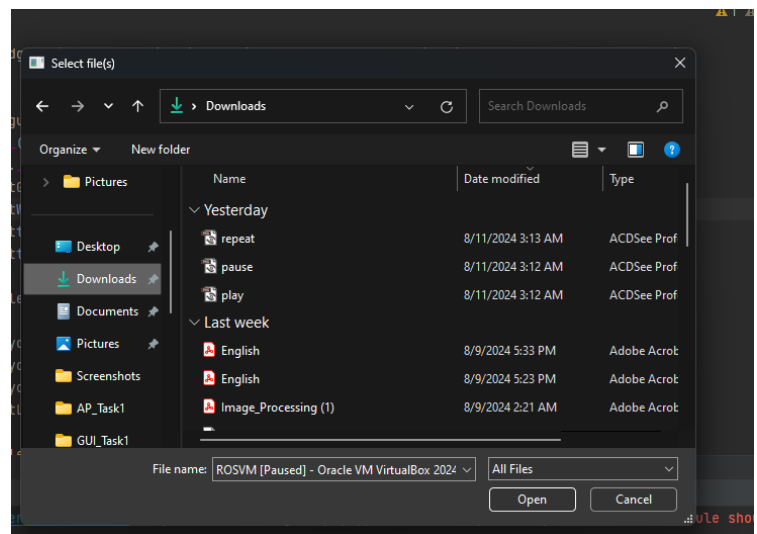 Select file(s)
Downloads
Search Downloads
Organize
New folder
Pictures
Name
Date modified
Type
Yesterday
repeat
8/11/2024 3:13 AM
ACDSee Prof
pause
8/11/2024 3:12 AM
ACDSee Prof
play
8/11/2024 3:12 AM
ACDSee Prof
Last week
English
8/9/2024 5:33 PM
Adobe Acrob
English
8/9/2024 5:23 PM
Adobe Acrob
Image_Processing (1)
8/9/2024 2:21 AM
Adobe Acrob
Desktop
Downloads
Documents
Pictures
Screenshots
AP_Task1
GUI_Task1
File name:
ROSVM [Paused] - Oracle VM VirtualBox 2024
All Files
Open
Cancel
ule shou